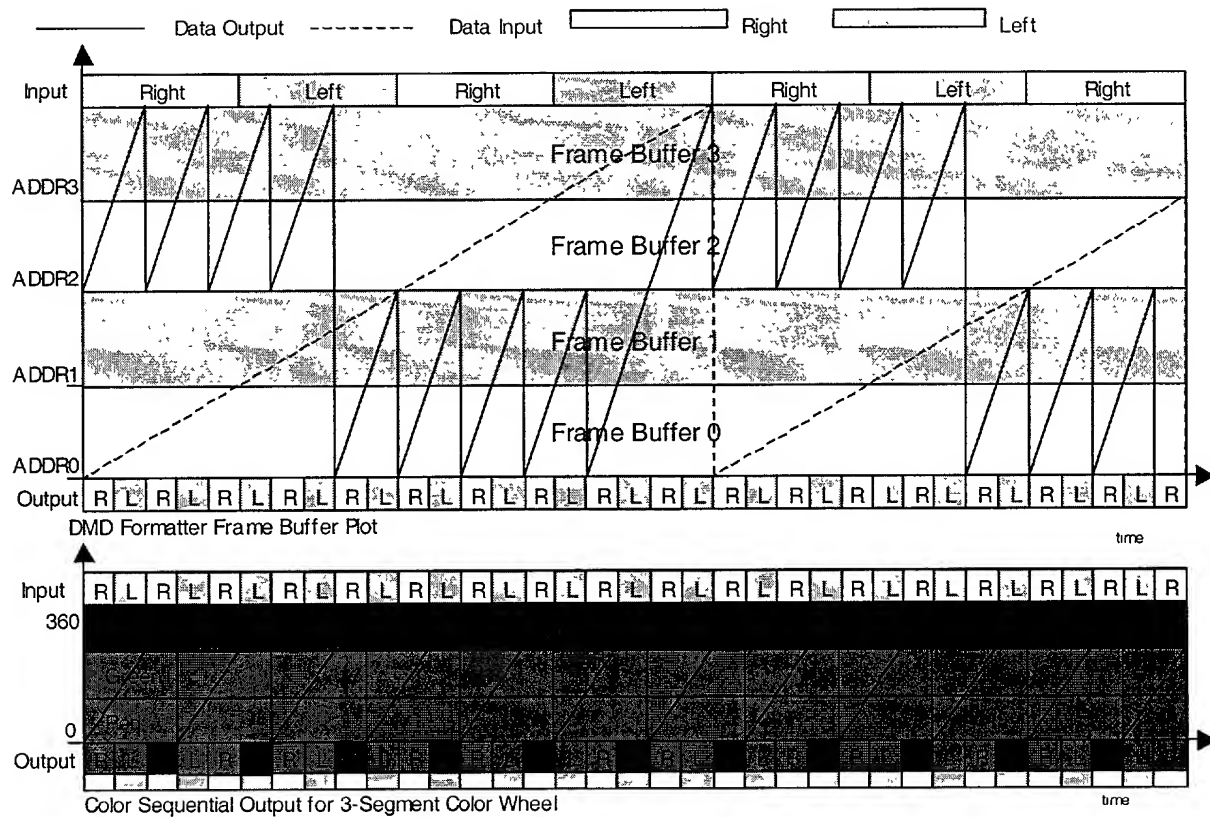 Data Output Data Input Right Left
Input Right Left Right Left Right Left Right
Frame Buffer 3
ADDR3
Frame Buffer 2
ADDR2
Frame Buffer 1
ADDR1
Frame Buffer 0
ADDR0
Output R L R L R L R L R L R L R L R L R L R L R L R L R L R L R L R L R L R
DMD Formatter Frame Buffer Plot time
Input R L R L R L R L R L R L R L R L R L R L R L R L R L R L R L R L R L R
360
0
Output
Color Sequential Output for 3-Segment Color Wheel time